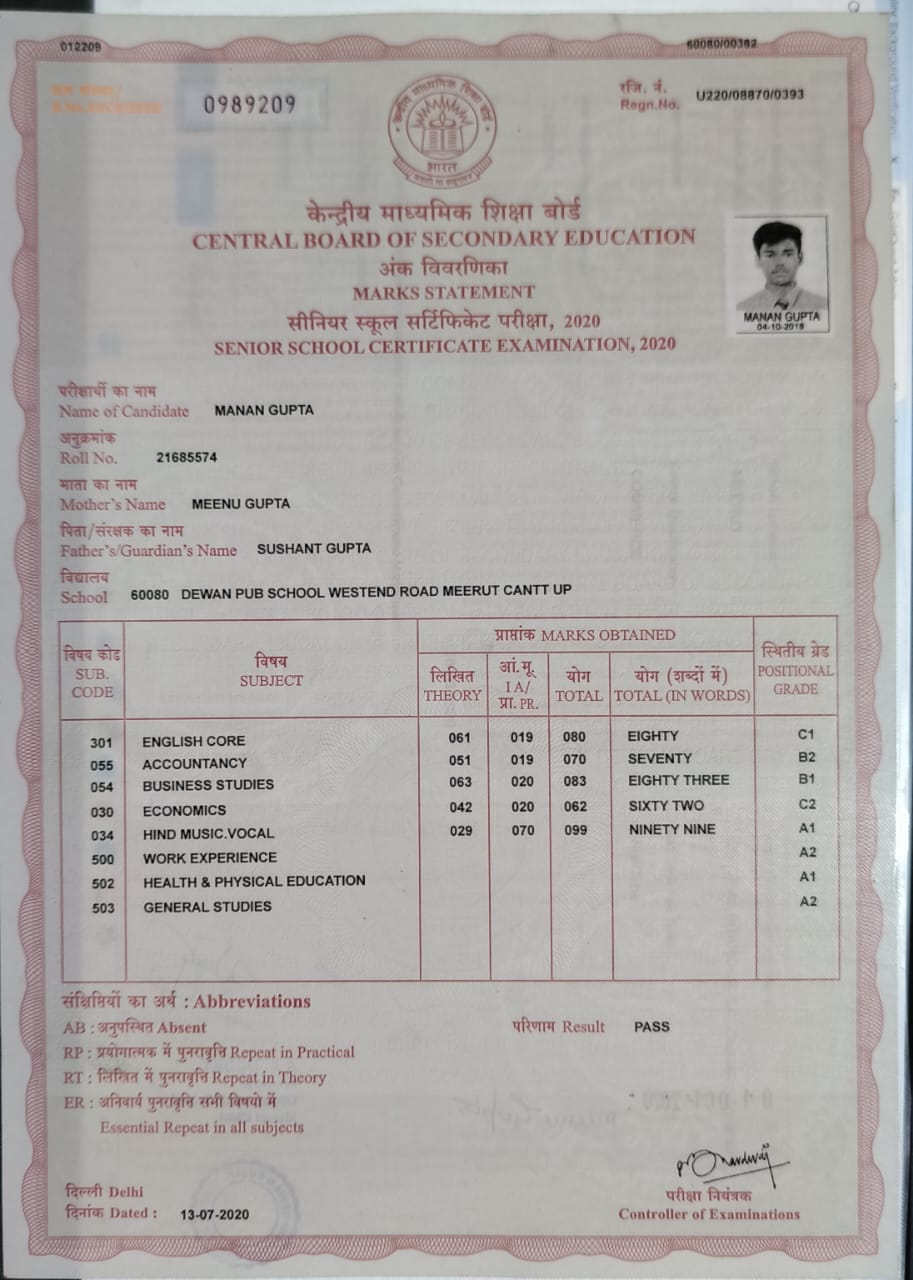 012209
60080/00382
0989209
रजि. नं.
Regn.No. U220/08870/0393
केन्द्रीय माध्यमिक शिक्षा बोर्ड
भारत
केन्द्रीय माध्यमिक शिक्षा बोर्ड
CENTRAL BOARD OF SECONDARY EDUCATION
अंक विवरणिका
MARKS STATEMENT
सीनियर स्कूल सर्टिफिकेट परीक्षा, 2020
SENIOR SCHOOL CERTIFICATE EXAMINATION, 2020
MANAN GUPTA
04-10-2018
परीक्षार्थी का नाम
Name of Candidate MANAN GUPTA
अनुक्रमांक
Roll No. 21685574
माता का नाम
Mother's Name MEENU GUPTA
पिता/संरक्षक का नाम
Father's/Guardian's Name SUSHANT GUPTA
विद्यालय
School 60080 DEWAN PUB SCHOOL WESTEND ROAD MEERUT CANTT UP
विषय कोड
SUB.
CODE
विषय
SUBJECT
प्राप्तांक MARKS OBTAINED
लिखित
THEORY
आं.मू.
I A/
प्रा. PR.
योग
TOTAL
योग (शब्दों में)
TOTAL (IN WORDS)
स्थितीय ग्रेड
POSITIONAL
GRADE
301 ENGLISH CORE 061 019 080 EIGHTY C1
055 ACCOUNTANCY 051 019 070 SEVENTY B2
054 BUSINESS STUDIES 063 020 083 EIGHTY THREE B1
030 ECONOMICS 042 020 062 SIXTY TWO C2
034 HIND MUSIC.VOCAL 029 070 099 NINETY NINE A1
500 WORK EXPERIENCE A2
502 HEALTH & PHYSICAL EDUCATION A1
503 GENERAL STUDIES A2
संक्षिप्तियों का अर्थ : Abbreviations
AB : अनुपस्थित Absent
परिणाम Result PASS
RP : प्रयोगात्मक में पुनरावृत्ति Repeat in Practical
RT : लिखित में पुनरावृत्ति Repeat in Theory
ER : अनिवार्य पुनरावृत्ति सभी विषयो में
Essential Repeat in all subjects
दिल्ली Delhi
दिनांक Dated : 13-07-2020
परीक्षा नियंत्रक
Controller of Examinations